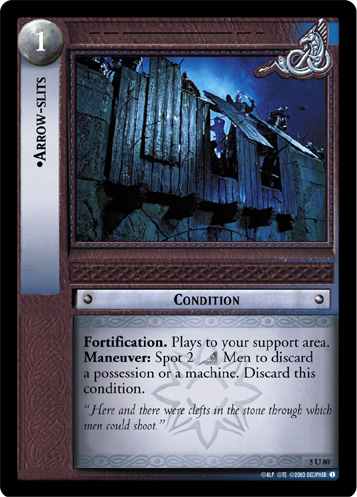 1
•Arrow-slits
Condition
Fortification. Plays to your support area.
Maneuver: Spot 2 Men to discard
a possession or a machine. Discard this
condition.
“Here and there were clefts in the stone through which
men could shoot.”
5 U 80
©NLP ©TE ©2003 DECIPHER